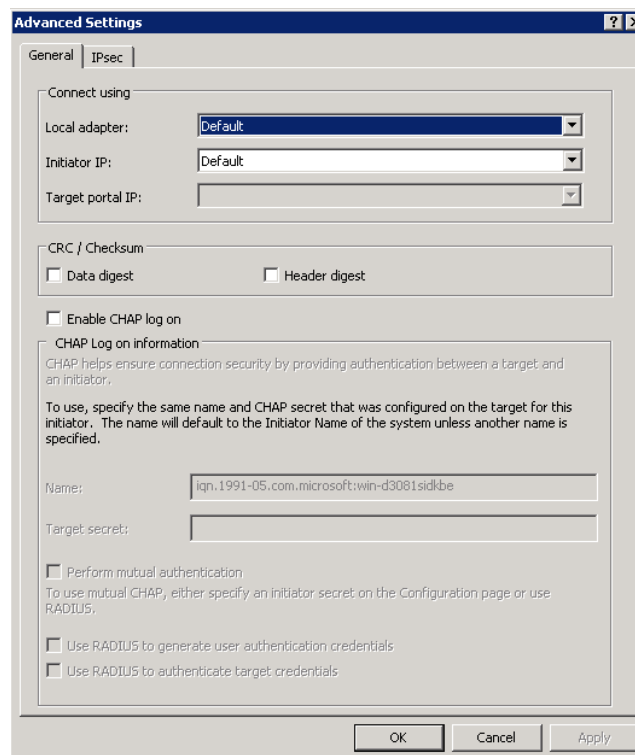 Advanced Settings
General
IPsec
Connect using
Local adapter:
Default
Initiator IP:
Default
Target portal IP:
CRC / Checksum
Data digest
Header digest
Enable CHAP log on
CHAP Log on information
CHAP helps ensure connection security by providing authentication between a target and
an initiator.
To use, specify the same name and CHAP secret that was configured on the target for this
initiator. The name will default to the Initiator Name of the system unless another name is
specified.
Name:
iqn.1991-05.com.microsoft:win-d3081sidkbe
Target secret:
Perform mutual authentication
To use mutual CHAP, either specify an initiator secret on the Configuration page or use
RADIUS.
Use RADIUS to generate user authentication credentials
Use RADIUS to authenticate target credentials
OK
Cancel
Apply